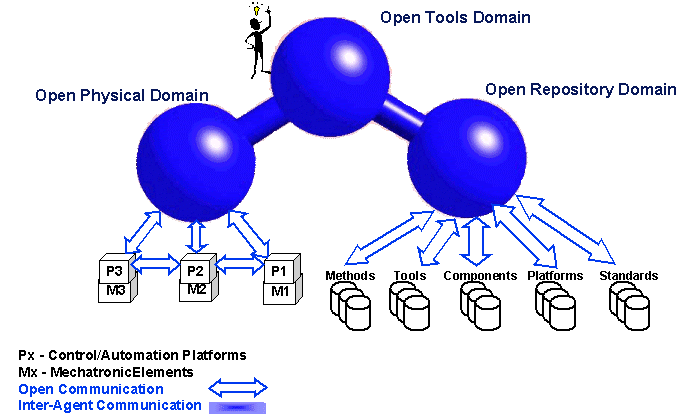 Open Tools Domain
Open Physical Domain
Open Repository Domain
P3 P2 P1
M3 M2 M1
Methods Tools Components Platforms Standards
Px - Control/Automation Platforms
Mx - MechatronicElements
Open Communication
Inter-Agent Communication